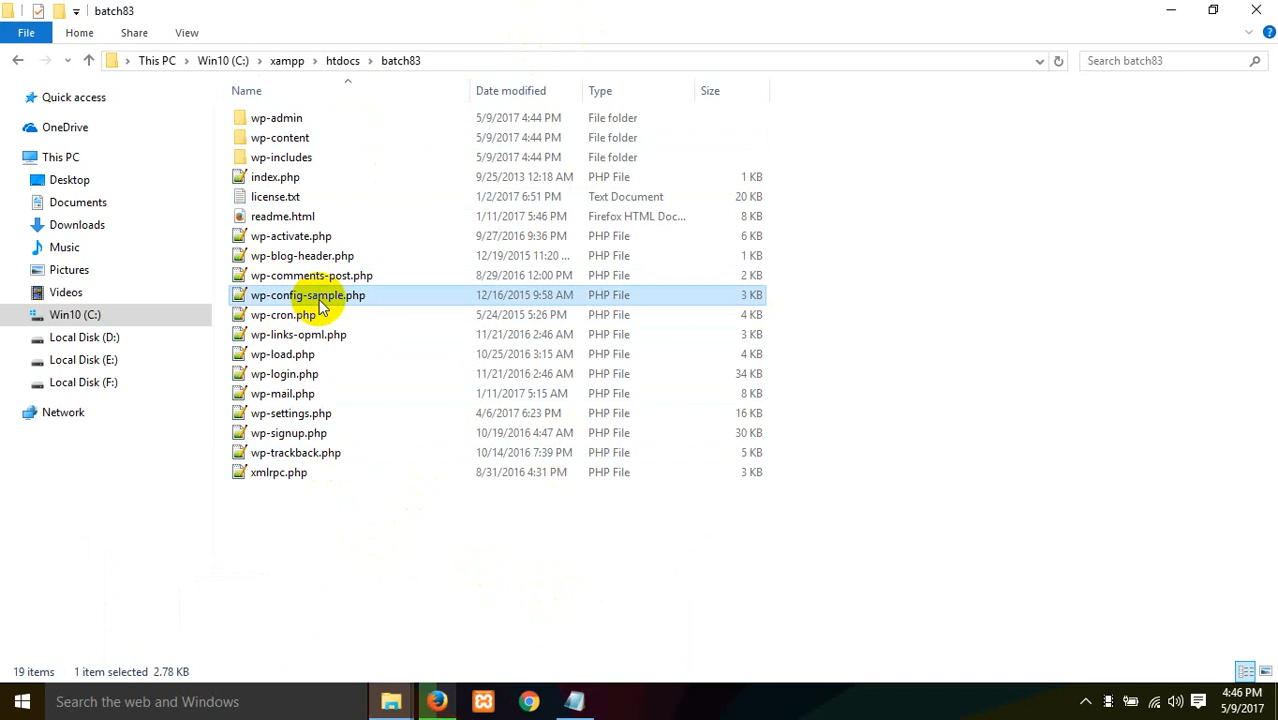 batch83
File Home Share View
This PC Win10 (C:) xampp htdocs batch83 Search batch83
Name Date modified Type Size
Quick access
OneDrive
This PC
Desktop
Documents
Downloads
Music
Pictures
Videos
Win10 (C:)
Local Disk (D:)
Local Disk (E:)
Local Disk (F:)
Network
wp-admin 5/9/2017 4:44 PM File folder
wp-content 5/9/2017 4:44 PM File folder
wp-includes 5/9/2017 4:44 PM File folder
index.php 9/25/2013 12:18 AM PHP File 1 KB
license.txt 1/2/2017 6:51 PM Text Document 20 KB
readme.html 1/11/2017 5:46 PM Firefox HTML Doc... 8 KB
wp-activate.php 9/27/2016 9:36 PM PHP File 6 KB
wp-blog-header.php 12/19/2015 11:20 ... PHP File 1 KB
wp-comments-post.php 8/29/2016 12:00 PM PHP File 2 KB
wp-config-sample.php 12/16/2015 9:58 AM PHP File 3 KB
wp-cron.php 5/24/2015 5:26 PM PHP File 4 KB
wp-links-opml.php 11/21/2016 2:46 AM PHP File 3 KB
wp-load.php 10/25/2016 3:15 AM PHP File 4 KB
wp-login.php 11/21/2016 2:46 AM PHP File 34 KB
wp-mail.php 1/11/2017 5:15 AM PHP File 8 KB
wp-settings.php 4/6/2017 6:23 PM PHP File 16 KB
wp-signup.php 10/19/2016 4:47 AM PHP File 30 KB
wp-trackback.php 10/14/2016 7:39 PM PHP File 5 KB
xmlrpc.php 8/31/2016 4:31 PM PHP File 3 KB
19 items 1 item selected 2.78 KB
Search the web and Windows 4:46 PM
5/9/2017